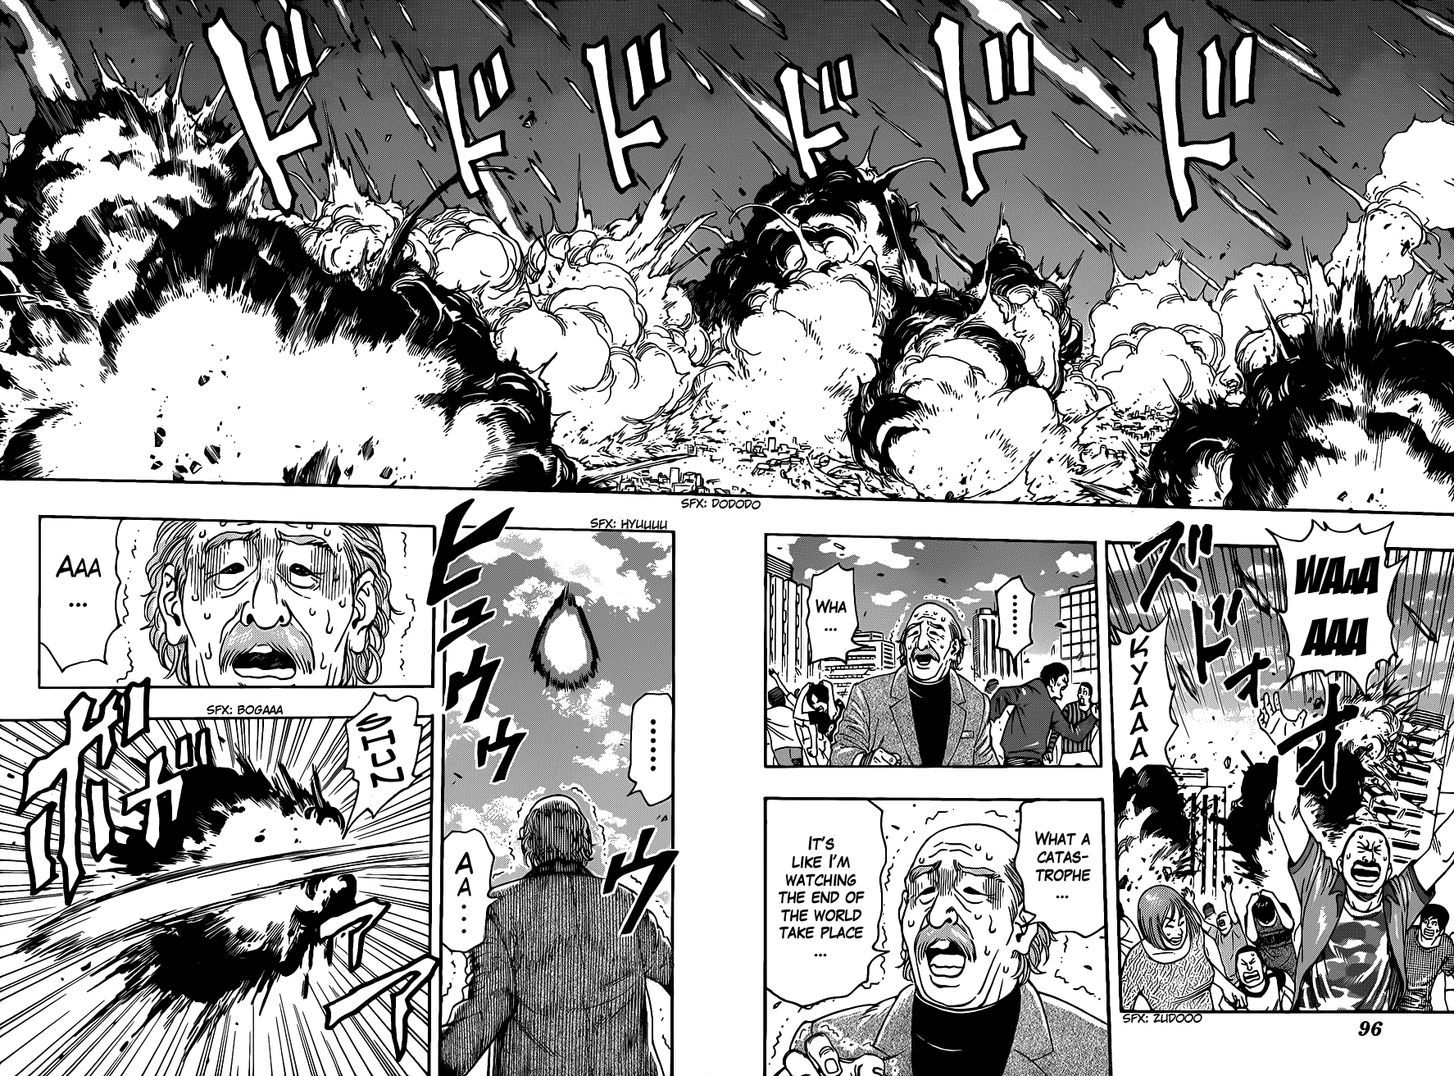 ド ド ド ド ド ド
SFX: DODODO
WAAA
AAA
KYAAA
ズドォォ
SFX: ZUDOOO
......
WHA
...
WHAT A
CATAS-
TROPHE
...
IT'S
LIKE I'M
WATCHING
THE END OF
THE WORLD
TAKE PLACE
...
SFX: HYUUUU
ヒュウウウ
......
AA...
AAA
...
SFX: BOGAAA
ボガァァ
96